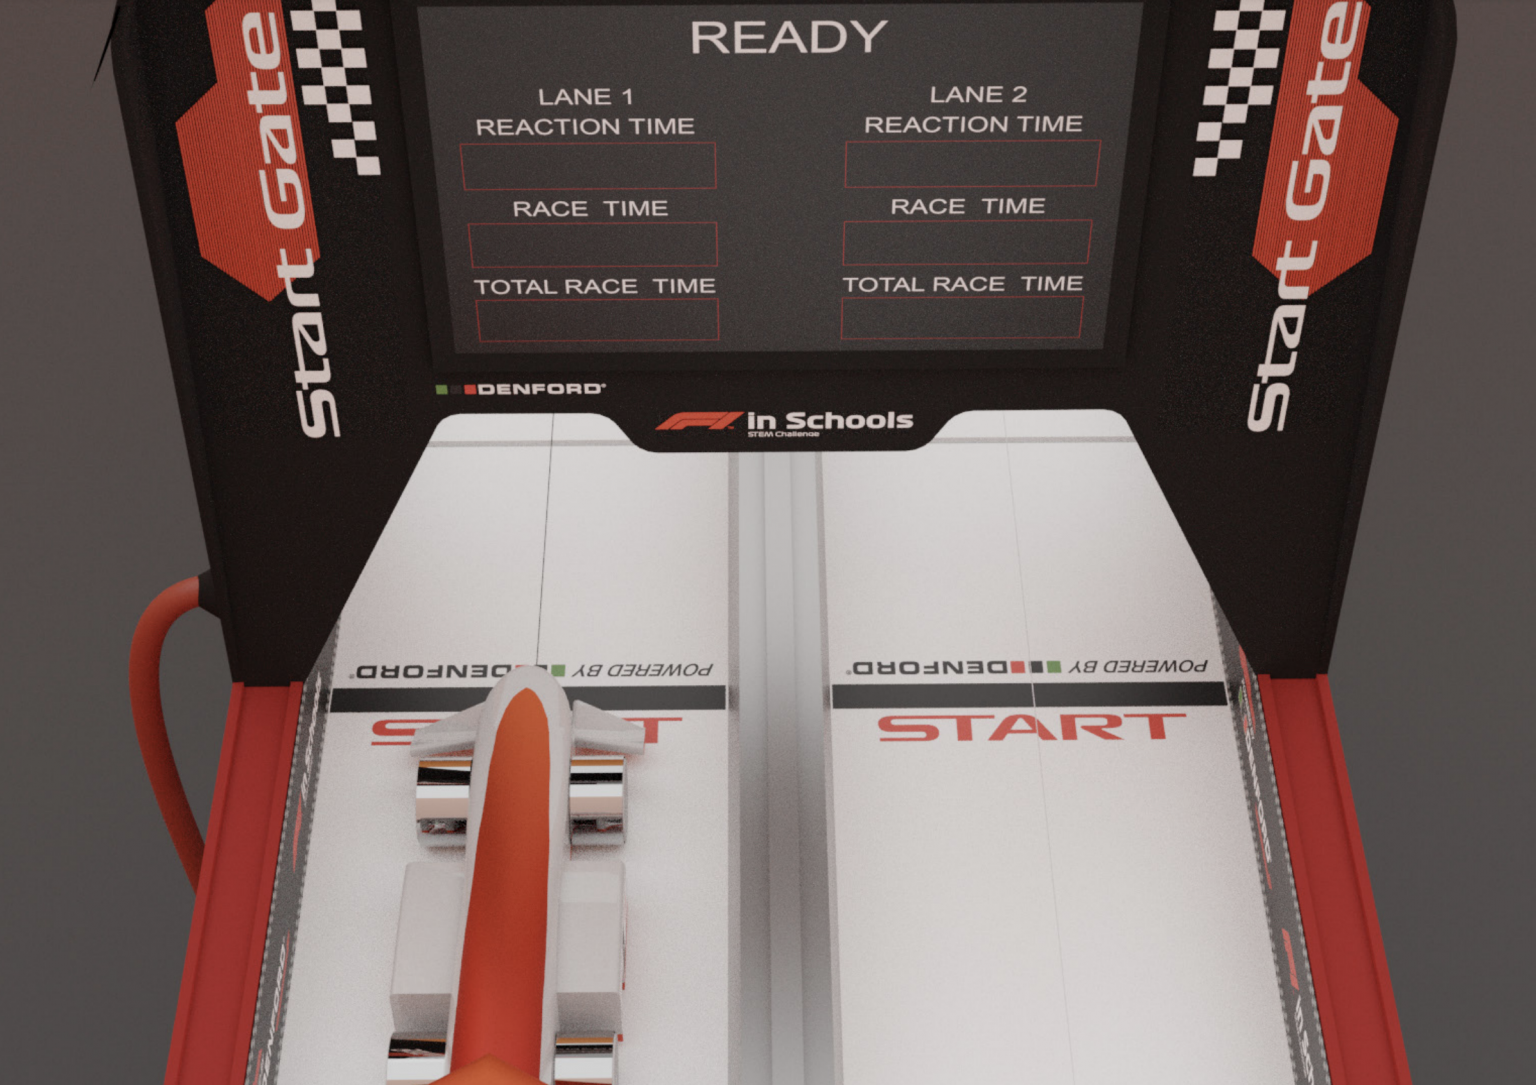 READY
LANE 1
REACTION TIME
RACE TIME
TOTAL RACE TIME
LANE 2
REACTION TIME
RACE TIME
TOTAL RACE TIME
Start Gate
Start Gate
DENFORD
F1 in Schools
STEM Challenge
POWERED BY DENFORD
POWERED BY DENFORD
START
DENFORD